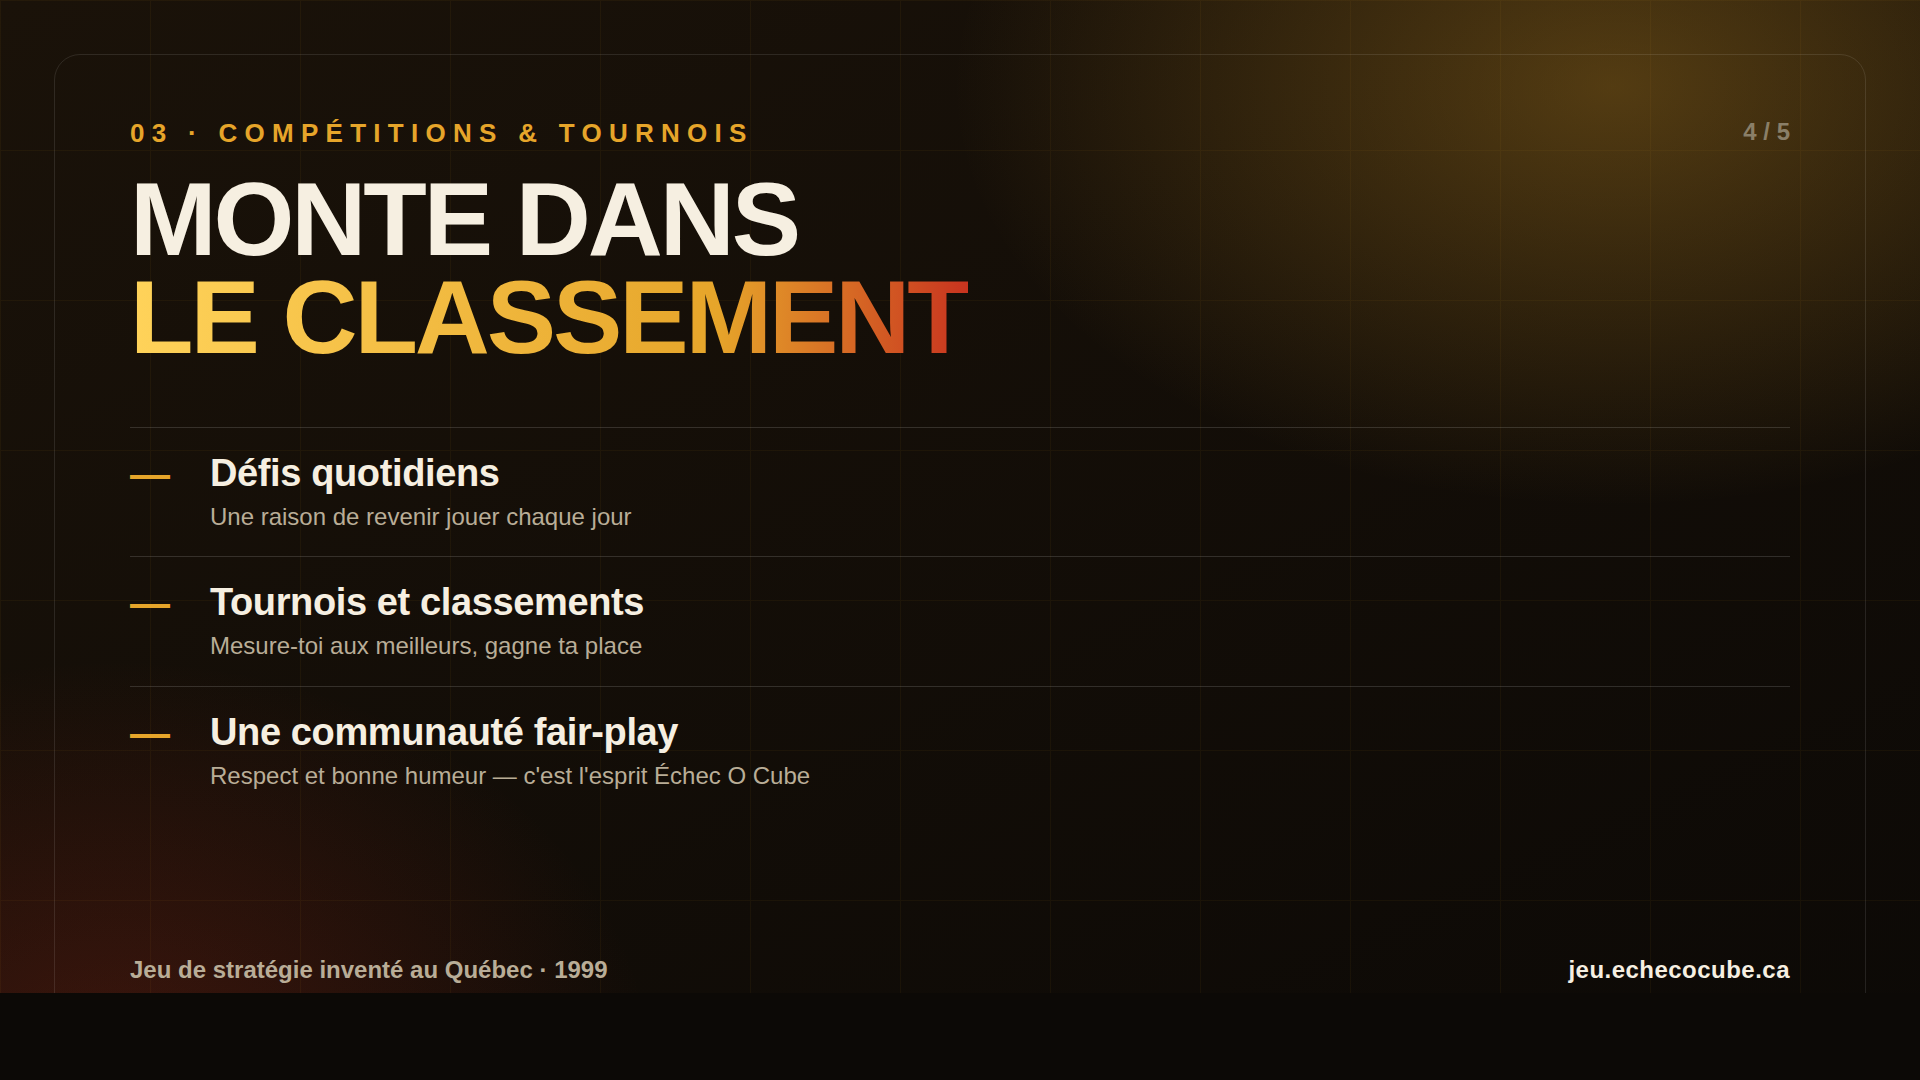 03 · COMPÉTITIONS & TOURNOIS
4 / 5
MONTE DANS
LE CLASSEMENT
— Défis quotidiens
Une raison de revenir jouer chaque jour
— Tournois et classements
Mesure-toi aux meilleurs, gagne ta place
— Une communauté fair-play
Respect et bonne humeur — c'est l'esprit Échec O Cube
Jeu de stratégie inventé au Québec · 1999
jeu.echecocube.ca